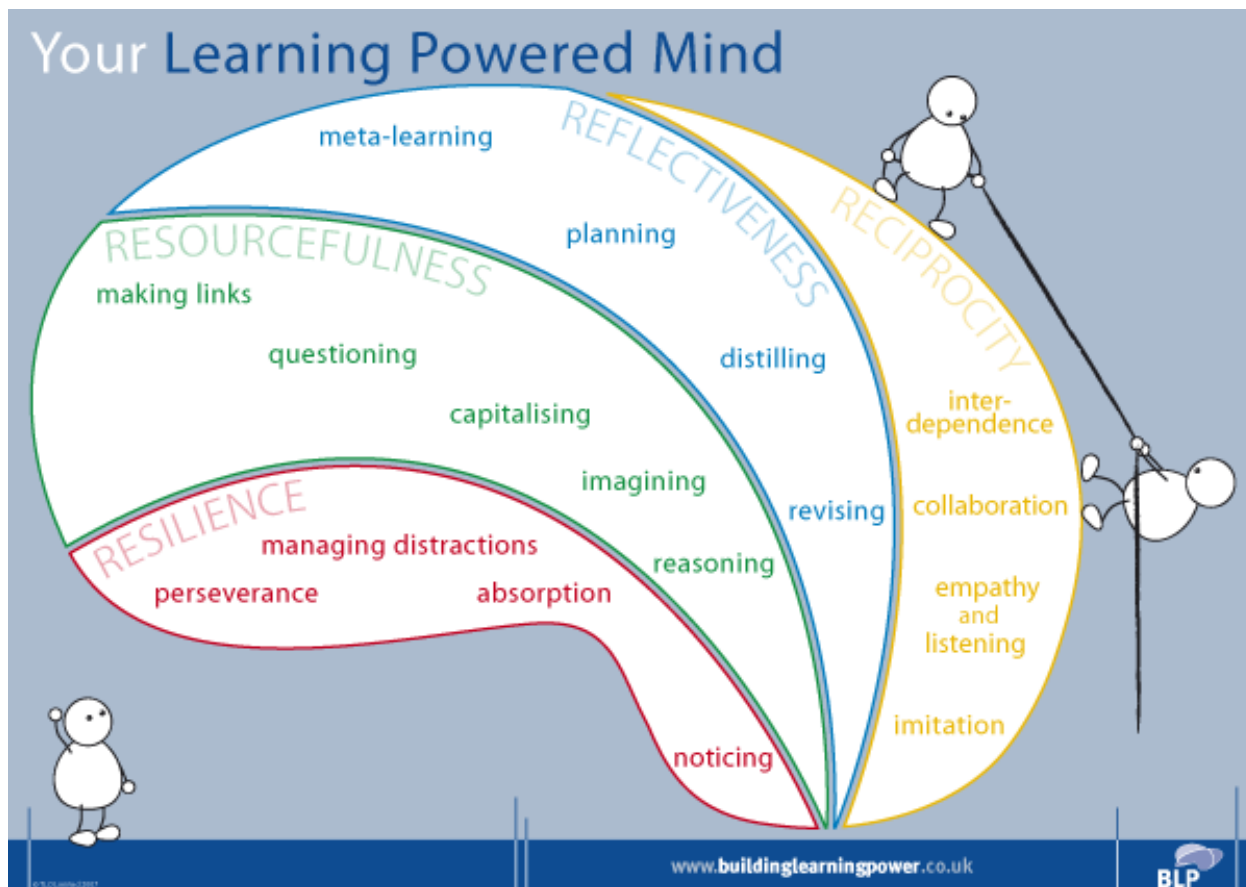 Your Learning Powered Mind
REFLECTIVENESS
meta-learning
planning
distilling
revising
RESOURCEFULNESS
making links
questioning
capitalising
imagining
reasoning
RESILIENCE
managing distractions
perseverance
absorption
noticing
RECIPROCITY
inter-
dependence
collaboration
empathy
and
listening
imitation
www.buildinglearningpower.co.uk
BLP